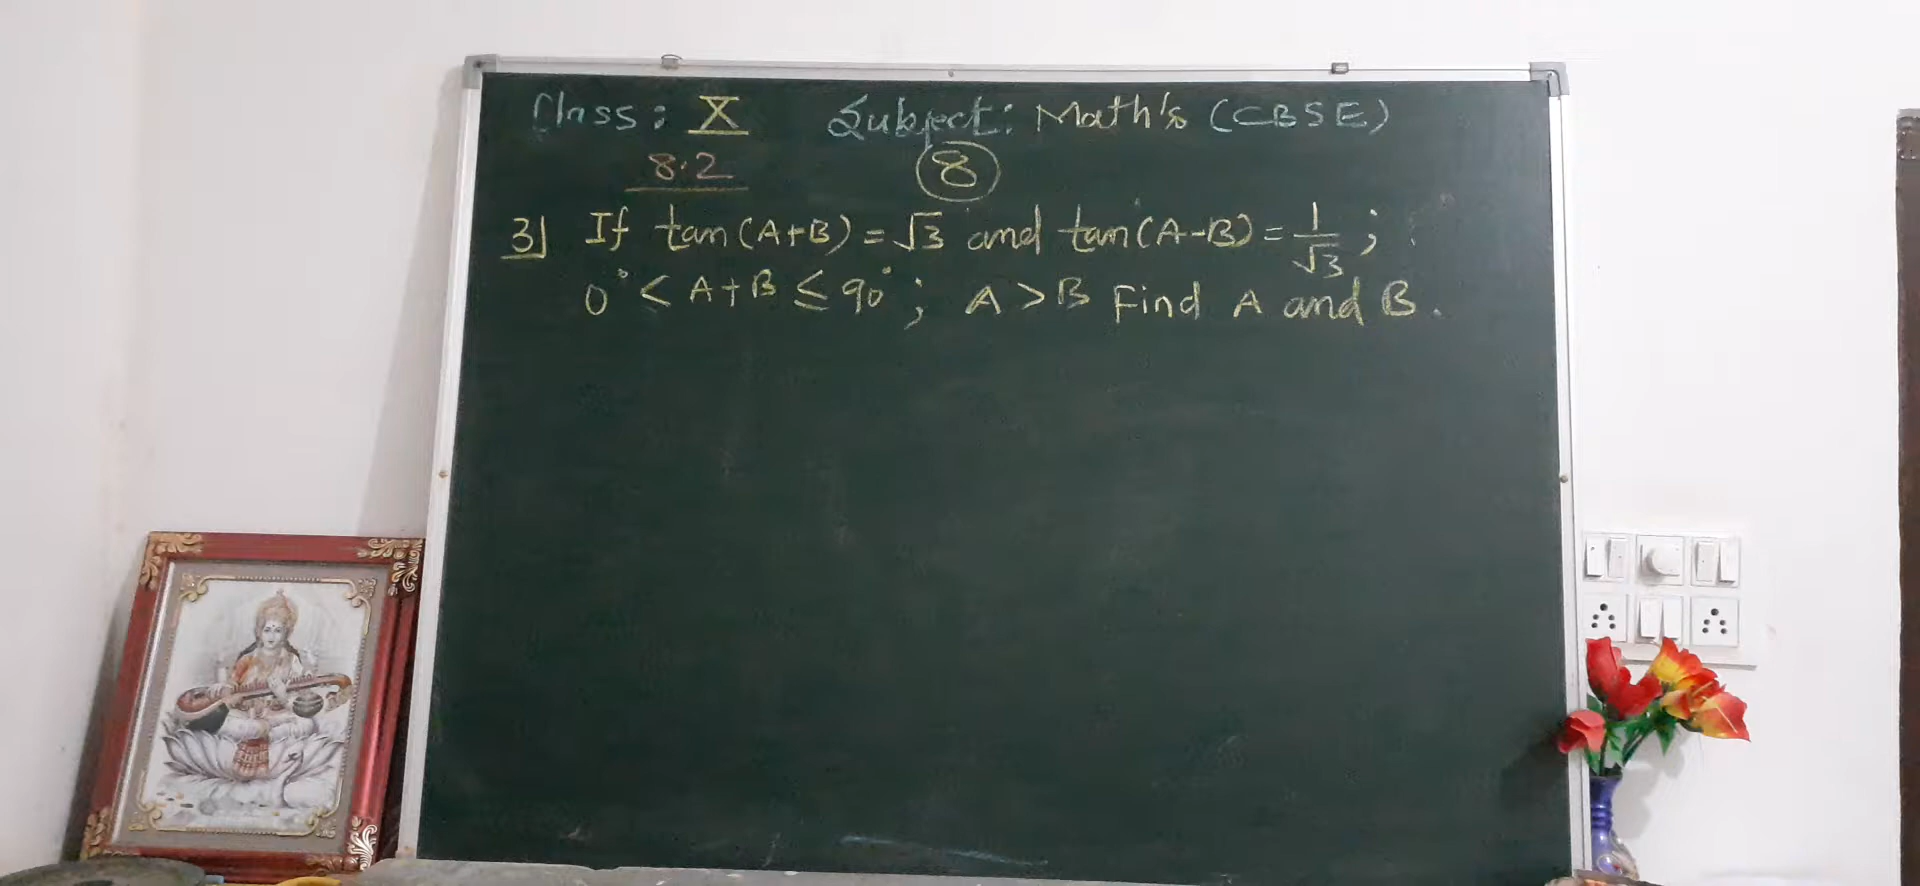 Class: X Subject: Math's (CBSE)
8.2 8
3] If tan(A+B) = √3 and tan(A-B) = 1/√3 ;
0° < A+B ≤ 90° ; A > B Find A and B.